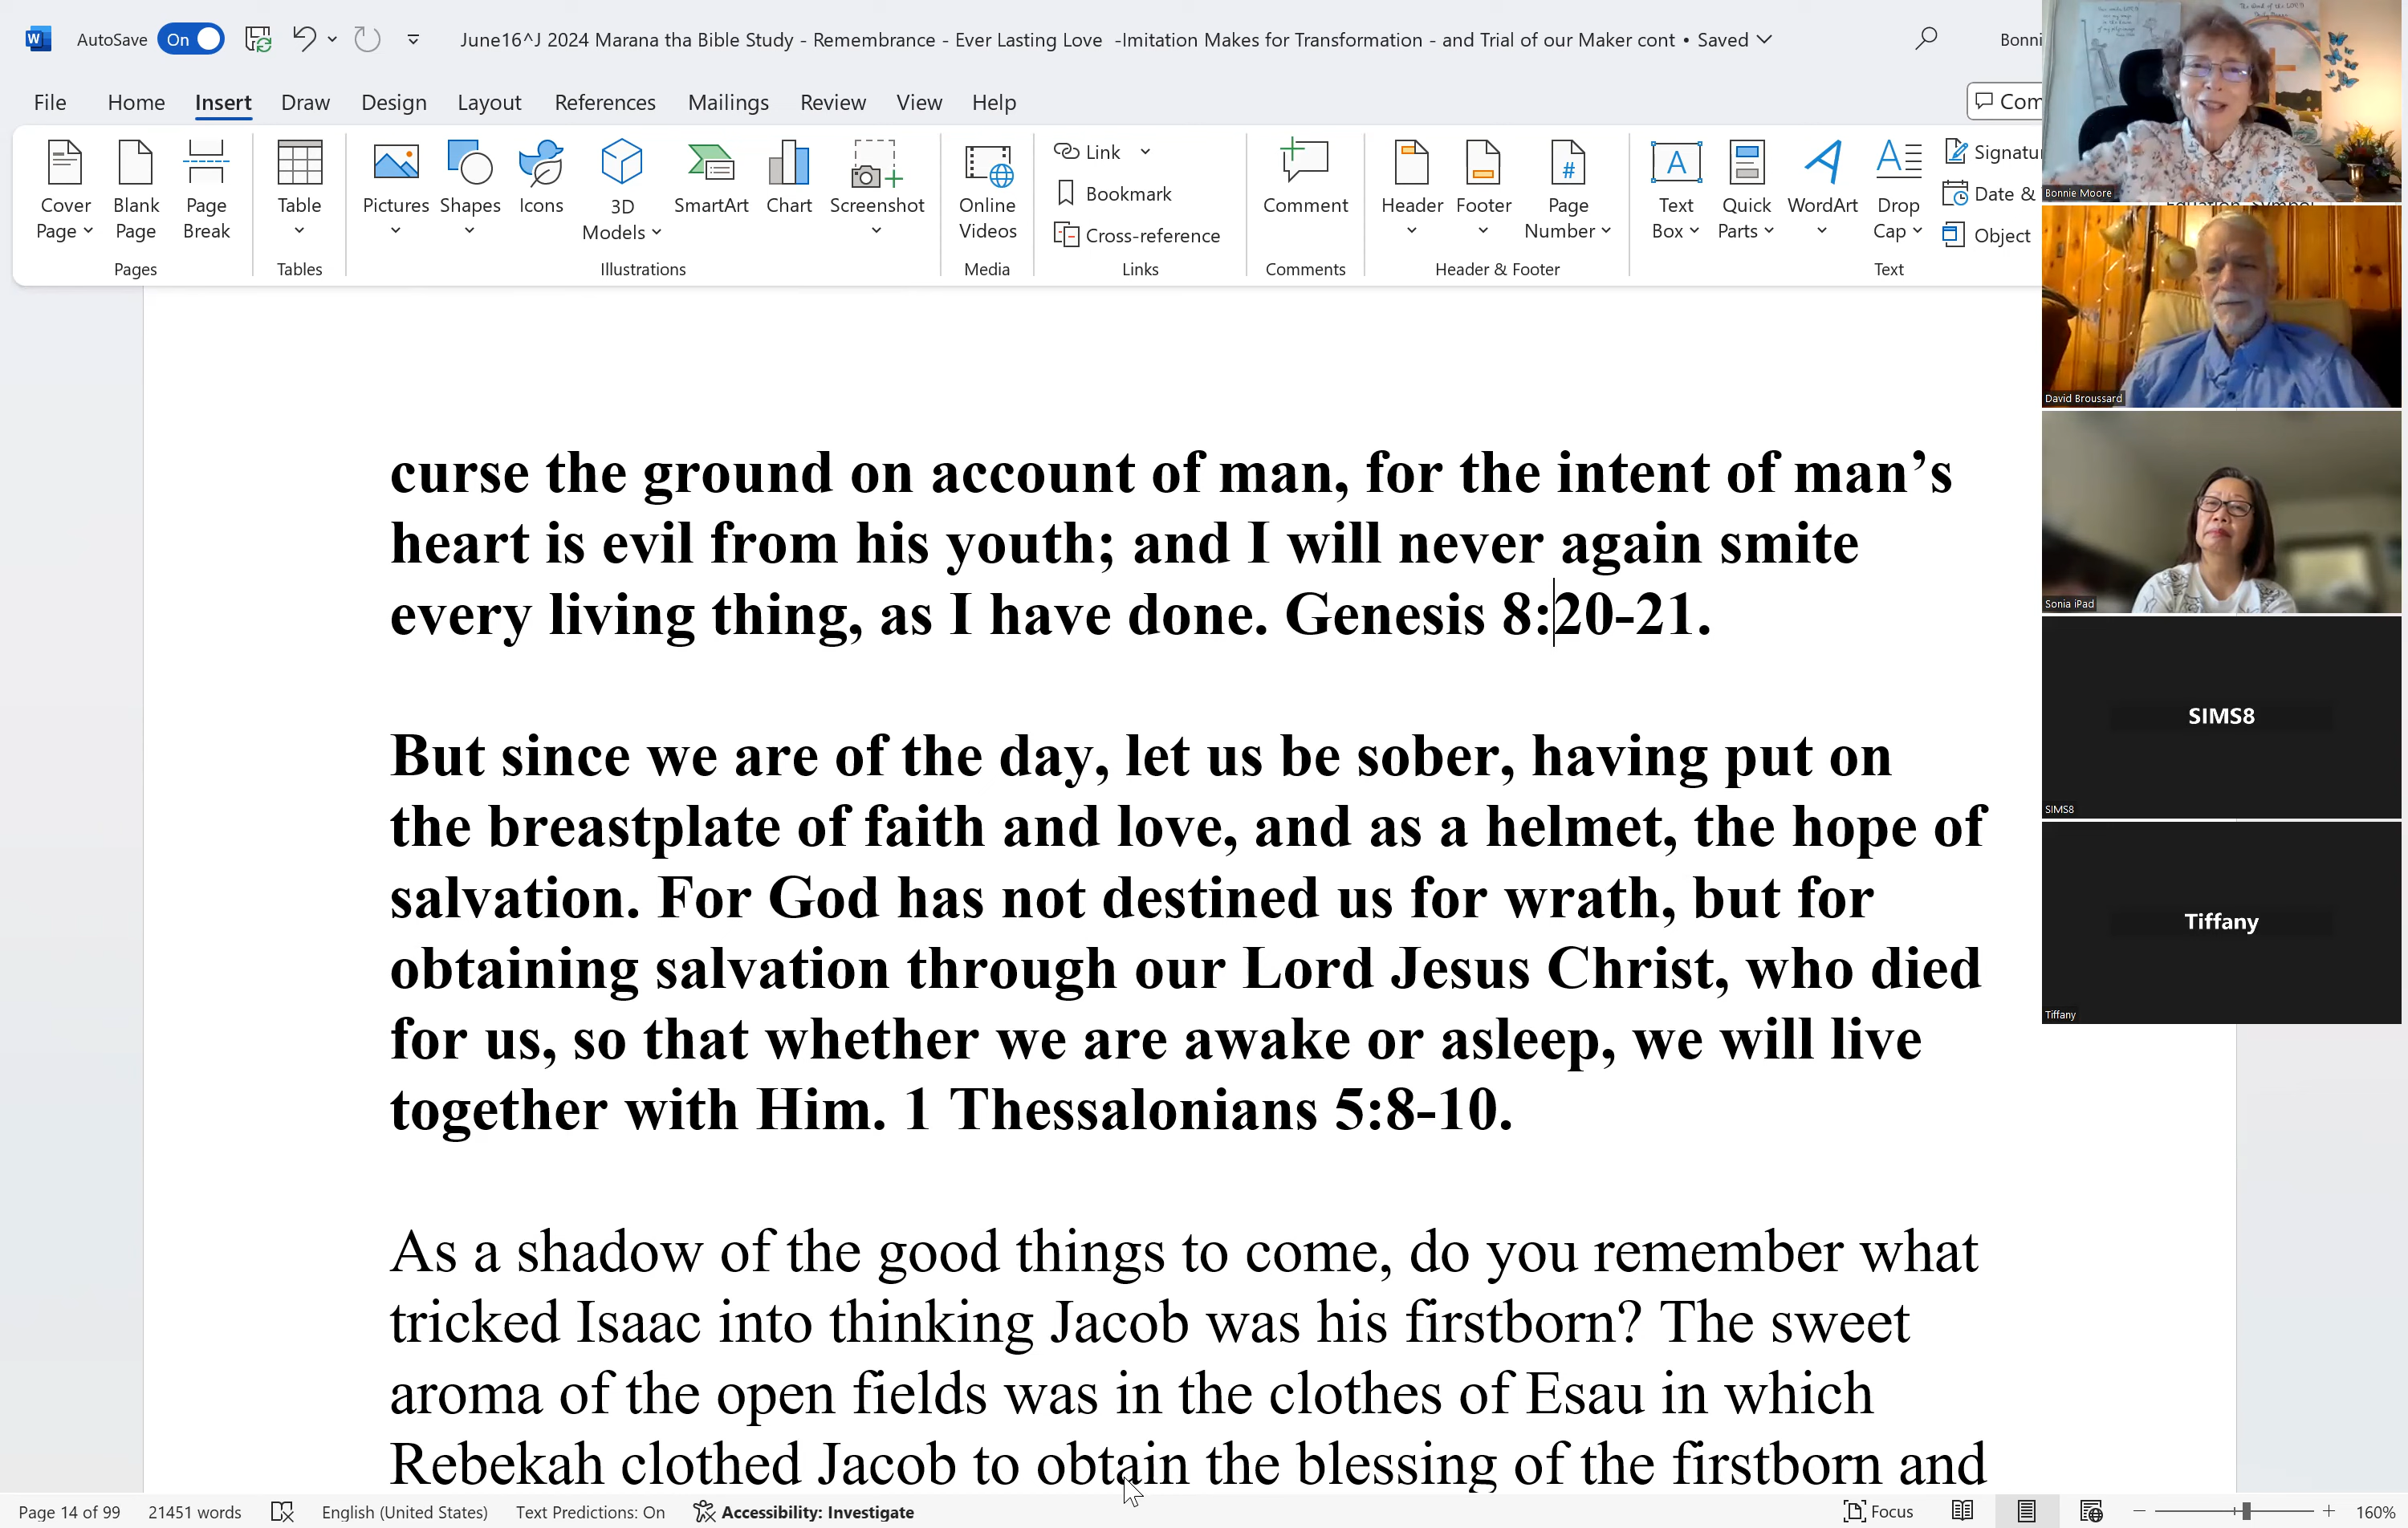 AutoSave On June16^J 2024 Marana tha Bible Study - Remembrance - Ever Lasting Love -Imitation Makes for Transformation - and Trial of our Maker cont • Saved Bonni
File Home Insert Draw Design Layout References Mailings Review View Help Com
Cover Page
Blank Page
Page Break
Pages
Table
Tables
Pictures
Shapes
Icons
3D Models
SmartArt
Chart
Screenshot
Illustrations
Online Videos
Media
Link
Bookmark
Cross-reference
Links
Comment
Comments
Header
Footer
Page Number
Header & Footer
Text Box
Quick Parts
WordArt
Drop Cap
Signatur
Date &
Object
Text
Bonnie Moore
David Broussard
Sonia iPad
SIMS8
SIMS8
Tiffany
Tiffany
curse the ground on account of man, for the intent of man’s
heart is evil from his youth; and I will never again smite
every living thing, as I have done. Genesis 8:20-21.
But since we are of the day, let us be sober, having put on
the breastplate of faith and love, and as a helmet, the hope of
salvation. For God has not destined us for wrath, but for
obtaining salvation through our Lord Jesus Christ, who died
for us, so that whether we are awake or asleep, we will live
together with Him. 1 Thessalonians 5:8-10.
As a shadow of the good things to come, do you remember what
tricked Isaac into thinking Jacob was his firstborn? The sweet
aroma of the open fields was in the clothes of Esau in which
Rebekah clothed Jacob to obtain the blessing of the firstborn and
Page 14 of 99 21451 words English (United States) Text Predictions: On Accessibility: Investigate Focus 160%